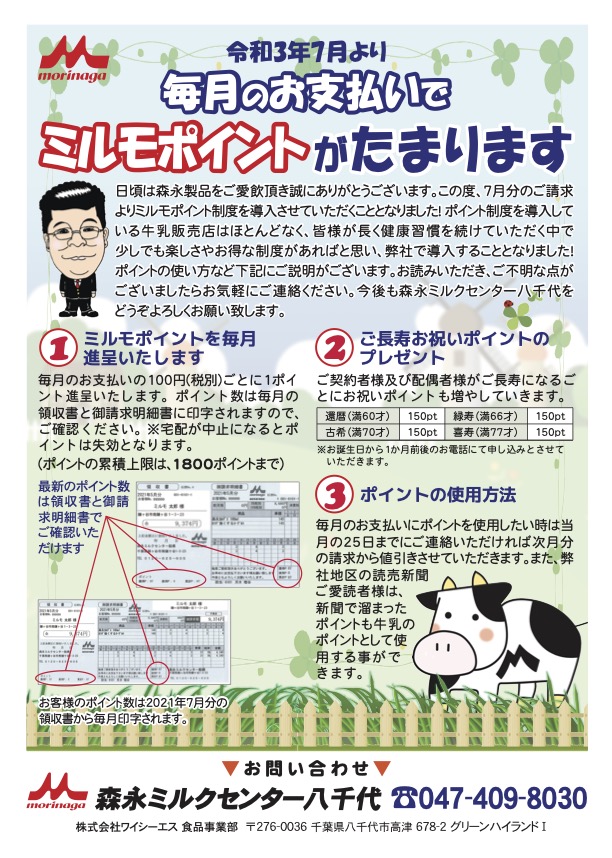 morinaga
令和3年7月より
毎月のお支払いで
ミルモポイントがたまります
日頃は森永製品をご愛飲頂き誠にありがとうございます。この度、7月分のご請求
よりミルモポイント制度を導入させていただくこととなりました!ポイント制度を導入して
いる牛乳販売店はほとんどなく、皆様が長く健康習慣を続けていただく中で
少しでも楽しさやお得な制度があればと思い、弊社で導入することとなりました!
ポイントの使い方など下記にご説明がございます。お読みいただき、ご不明な点が
ございましたらお気軽にご連絡ください。今後も森永ミルクセンター八千代を
どうぞよろしくお願い致します。
1 ミルモポイントを毎月
進呈いたします
毎月のお支払いの100円(税別)ごとに1ポイ
ント進呈いたします。ポイント数は毎月の
領収書と御請求明細書に印字されますので、
ご確認ください。※宅配が中止になるとポ
イントは失効となります。
(ポイントの累積上限は、1800ポイントまで)
最新のポイント数
は領収書と御請
求明細書で
ご確認いた
だけます
領収書
御請求明細書
2021年5月分
ミルモ 太郎 様
9,374円
お客様のポイント数は2021年7月分の
領収書から毎月印字されます。
2 ご長寿お祝いポイントの
プレゼント
ご契約者様及び配偶者様がご長寿になるご
とにお祝いポイントも増やしていきます。
還暦(満60才) 150pt 緑寿(満66才) 150pt
古希(満70才) 150pt 喜寿(満77才) 150pt
※お誕生日から1か月前後のお電話にて申し込みとさせて
いただきます。
3 ポイントの使用方法
毎月のお支払いにポイントを使用したい時は当
月の25日までにご連絡いただければ次月分
の請求から値引きさせていただきます。また、弊
社地区の読売新聞
ご愛読者様は、
新聞で溜まった
ポイントも牛乳の
ポイントとして使
用する事がで
きます。
▼お問い合わせ▼
morinaga 森永ミルクセンター八千代 ☎047-409-8030
株式会社ワイシーエス 食品事業部 〒276-0036 千葉県八千代市高津 678-2 グリーンハイランドⅠ